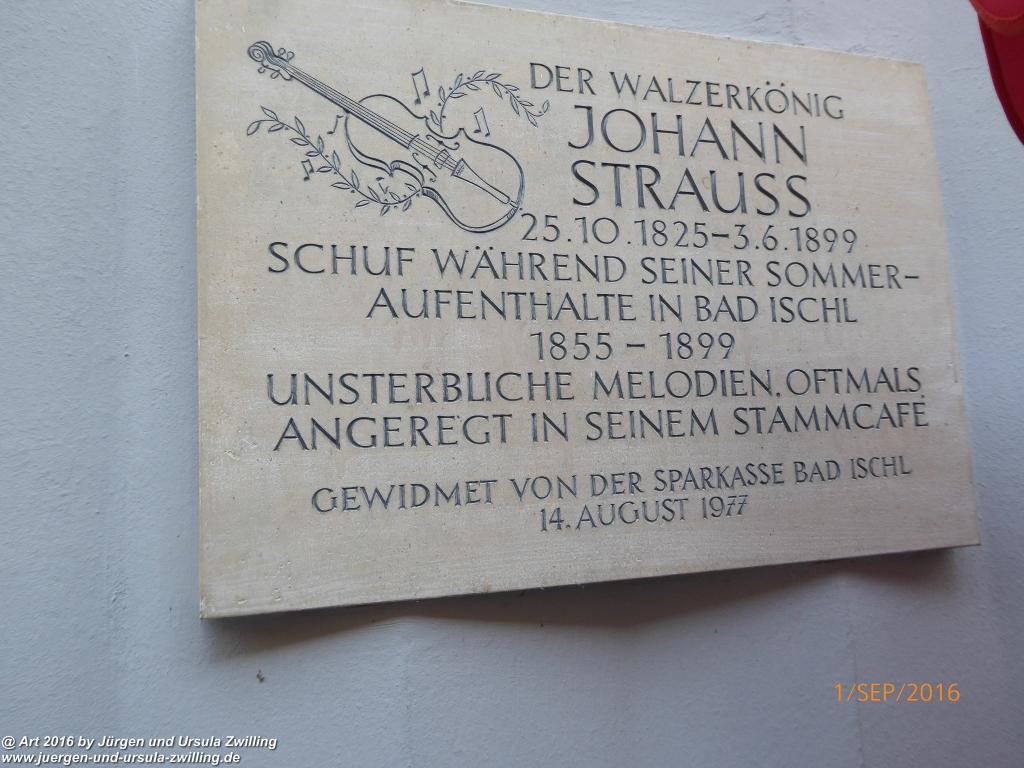 DER WALZERKÖNIG
JOHANN
STRAUSS
25.10.1825-3.6.1899
SCHUF WÄHREND SEINER SOMMER-
AUFENTHALTE IN BAD ISCHL
1855 - 1899
UNSTERBLICHE MELODIEN, OFTMALS
ANGEREGT IN SEINEM STAMMCAFÉ
GEWIDMET VON DER SPARKASSE BAD ISCHL
14. AUGUST 1977
1/SEP/2016
@ Art 2016 by Jürgen und Ursula Zwilling
www.juergen-und-ursula-zwilling.de